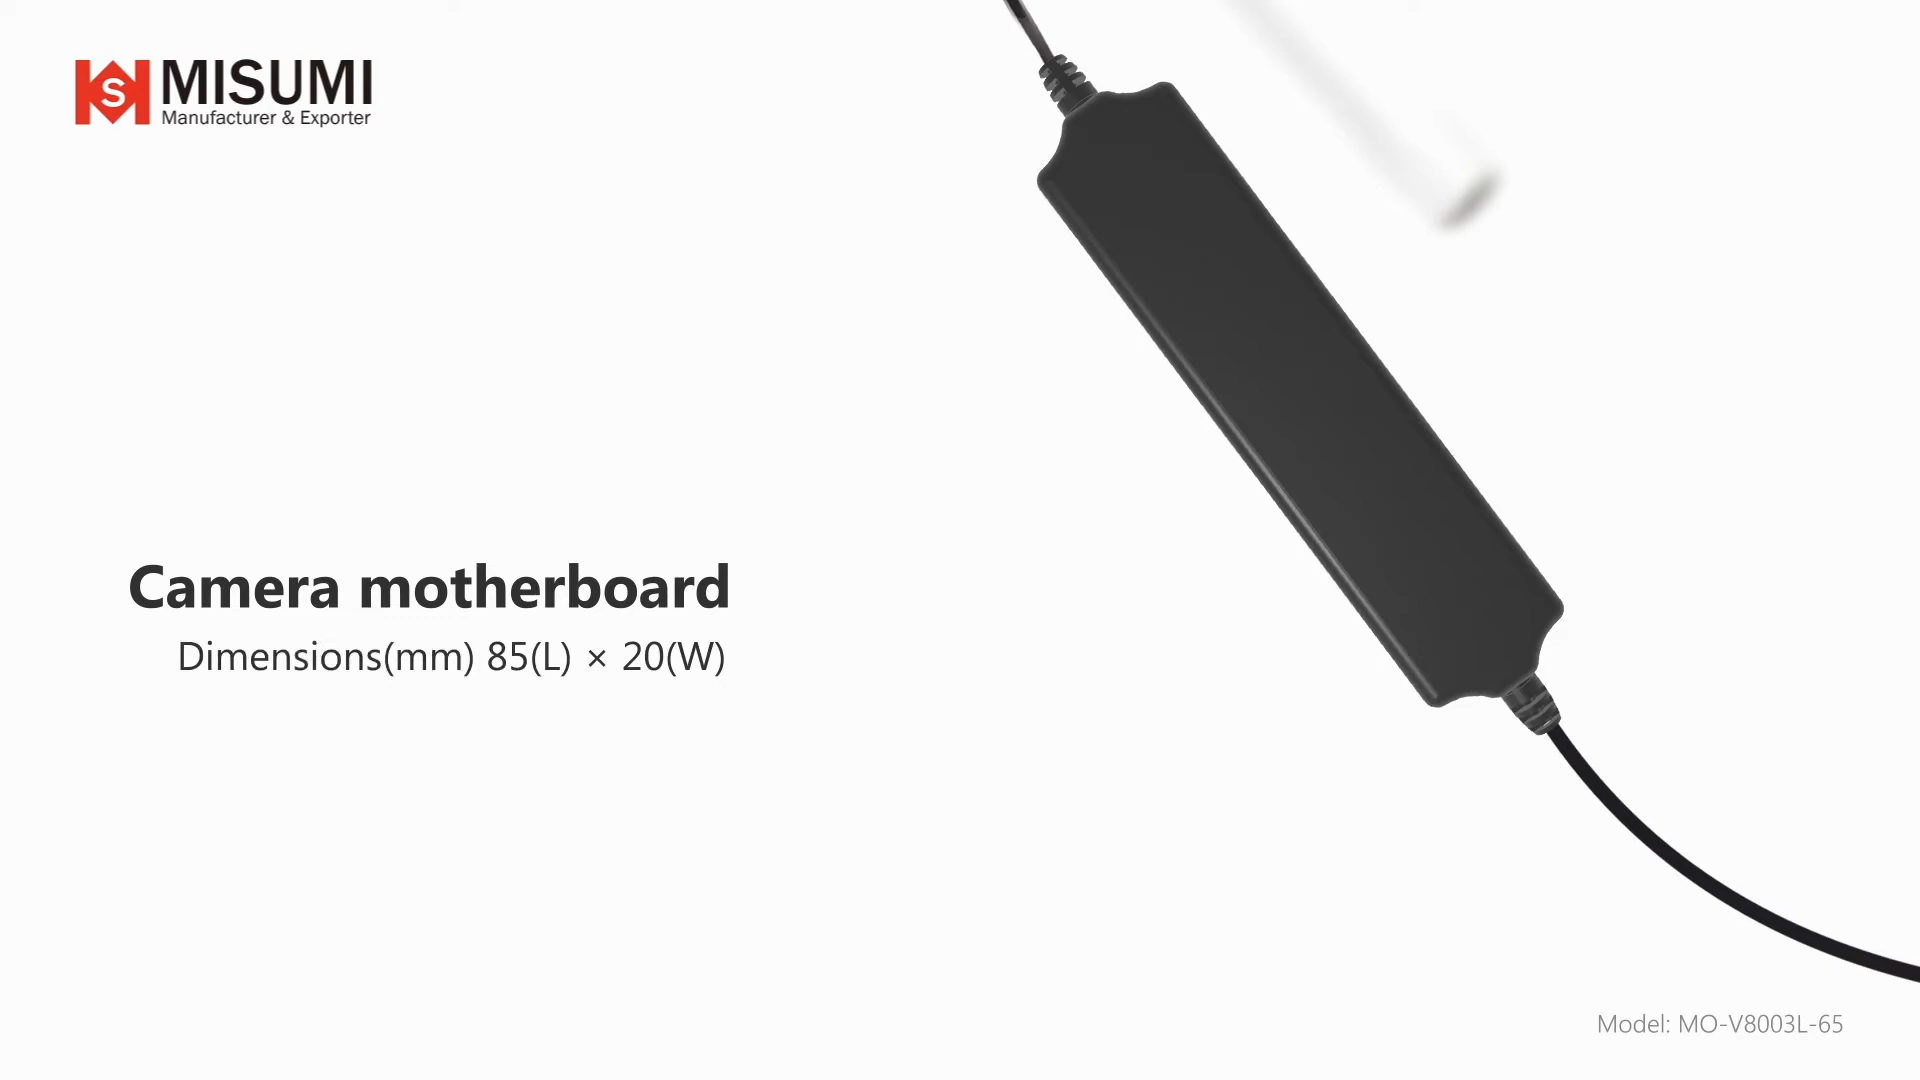 S MISUMI
Manufacturer & Exporter
Camera motherboard
Dimensions(mm) 85(L) × 20(W)
Model: MO-V8003L-65